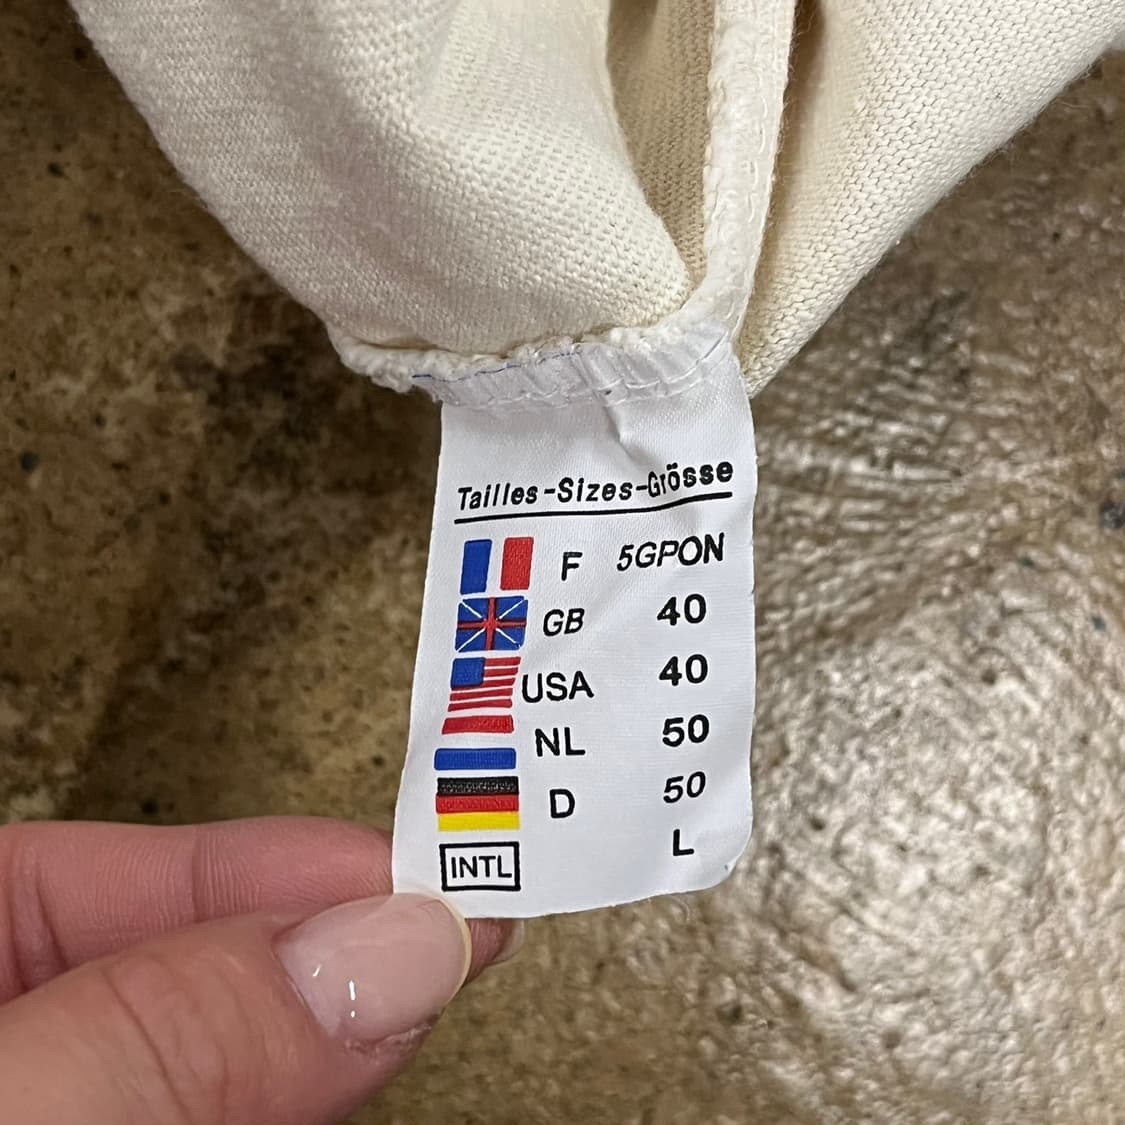 Tailles-Sizes-Grösse
F 5GPON
GB 40
USA 40
NL 50
D 50
INTL L